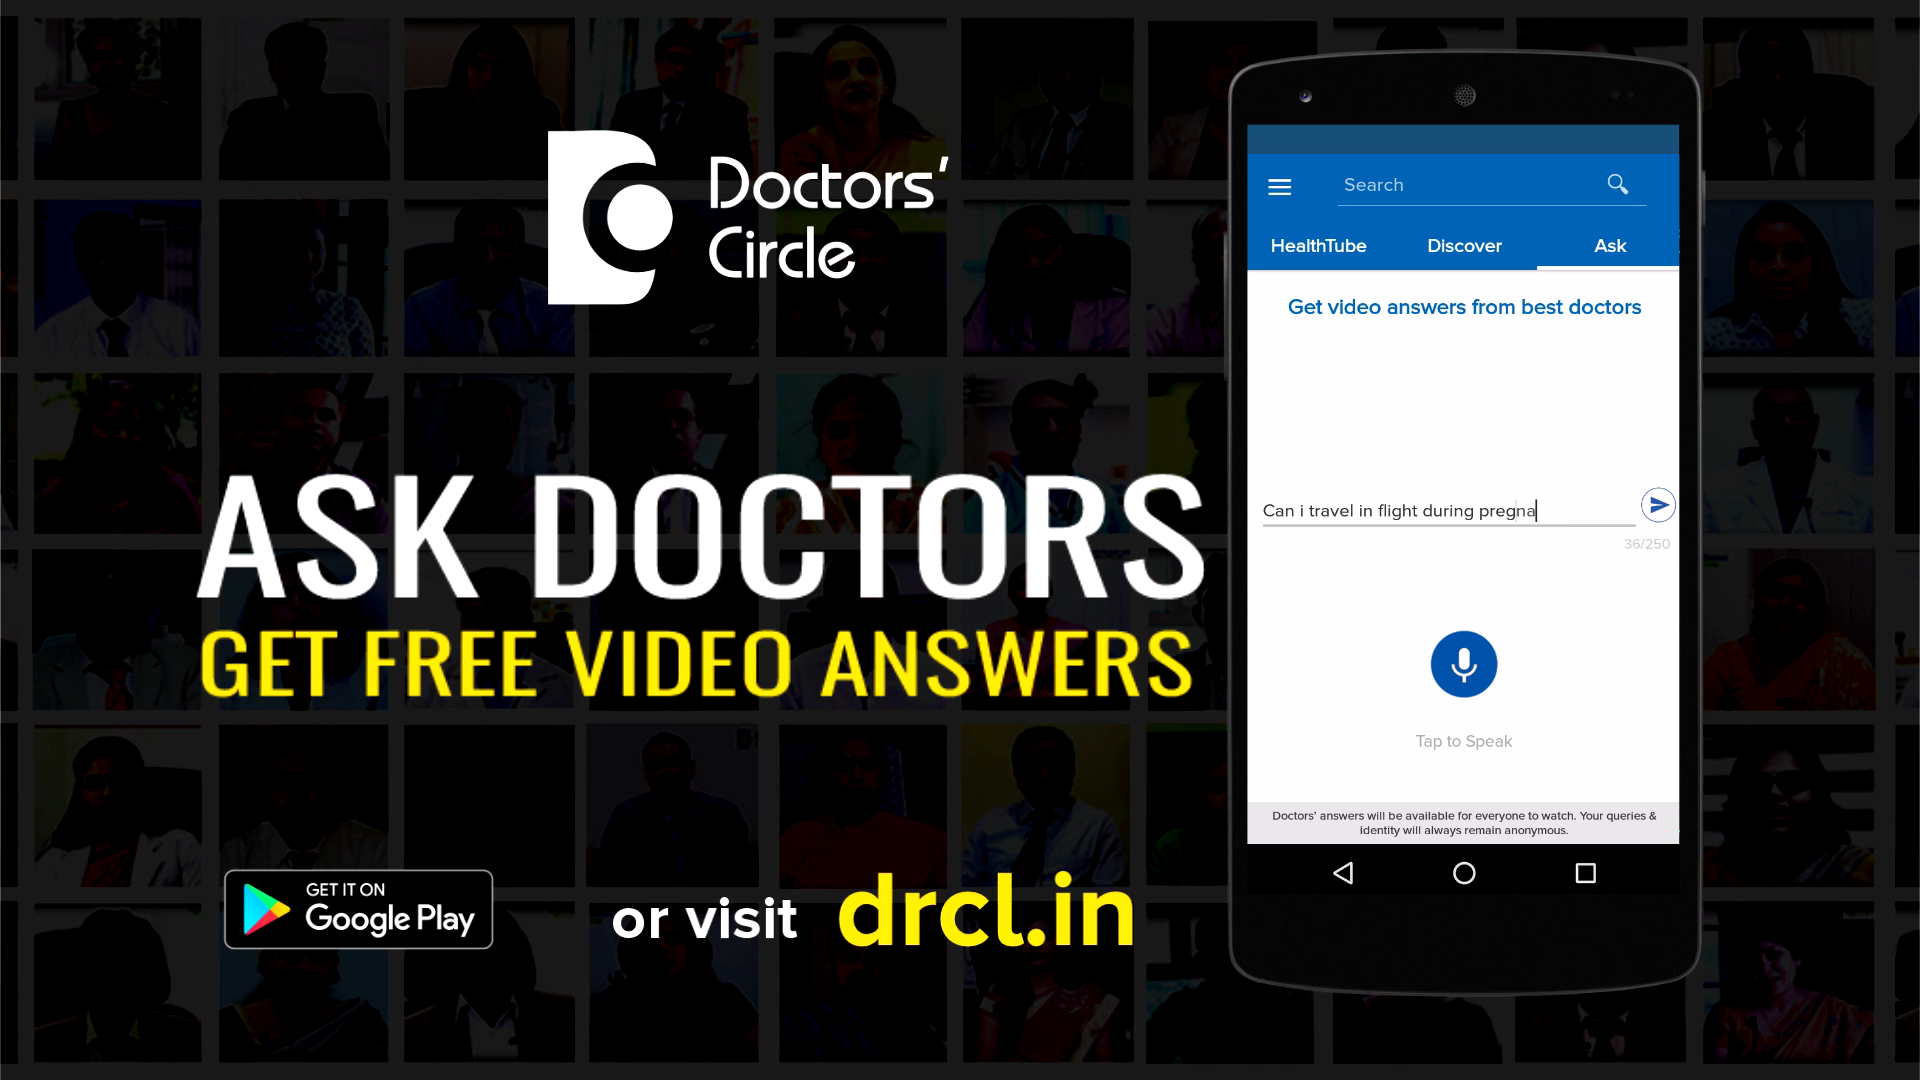 Doctors'
Circle
ASK DOCTORS
GET FREE VIDEO ANSWERS
GET IT ON
Google Play
or visit drcl.in
Search
HealthTube Discover Ask
Get video answers from best doctors
Can i travel in flight during pregna
36/250
Tap to Speak
Doctors' answers will be available for everyone to watch. Your queries &
identity will always remain anonymous.